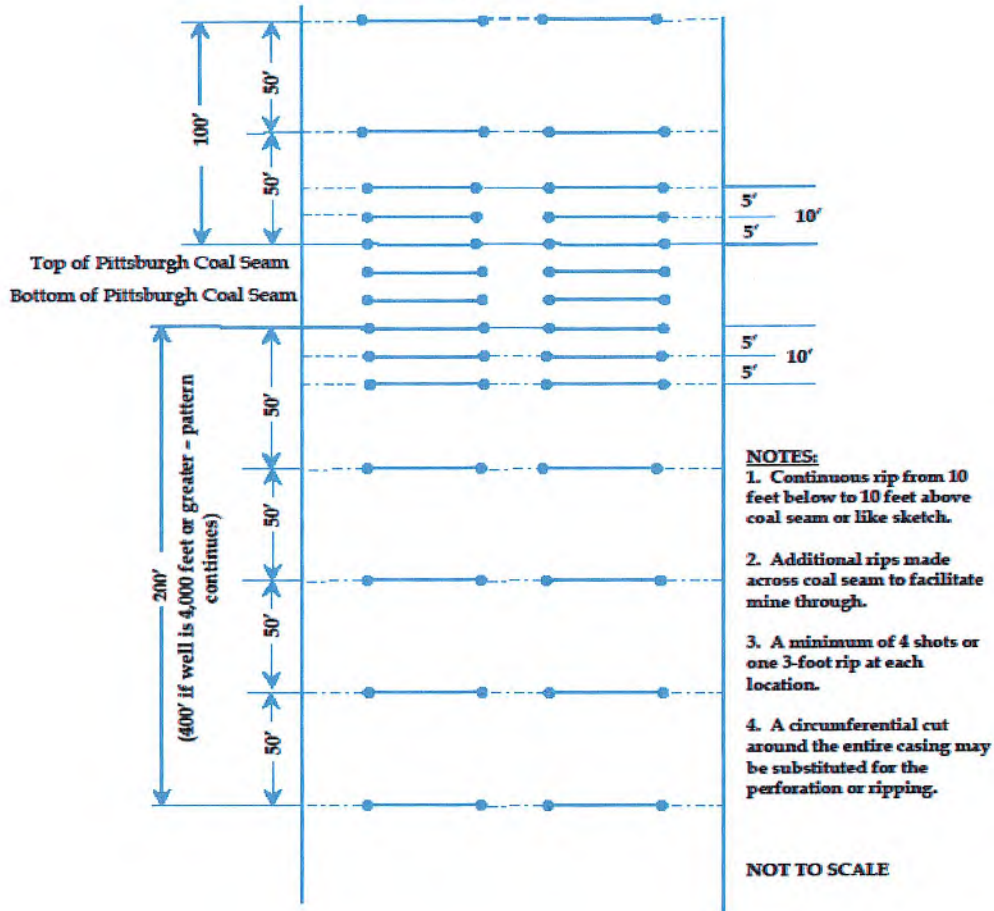 100'
50'
50'
5'
10'
5'
Top of Pittsburgh Coal Seam
Bottom of Pittsburgh Coal Seam
5'
10'
5'
50'
50'
50'
50'
200'
(400' if well is 4,000 feet or greater – pattern
continues)
NOTES:
1. Continuous rip from 10
feet below to 10 feet above
coal seam or like sketch.
2. Additional rips made
across coal seam to facilitate
mine through.
3. A minimum of 4 shots or
one 3-foot rip at each
location.
4. A circumferential cut
around the entire casing may
be substituted for the
perforation or ripping.
NOT TO SCALE